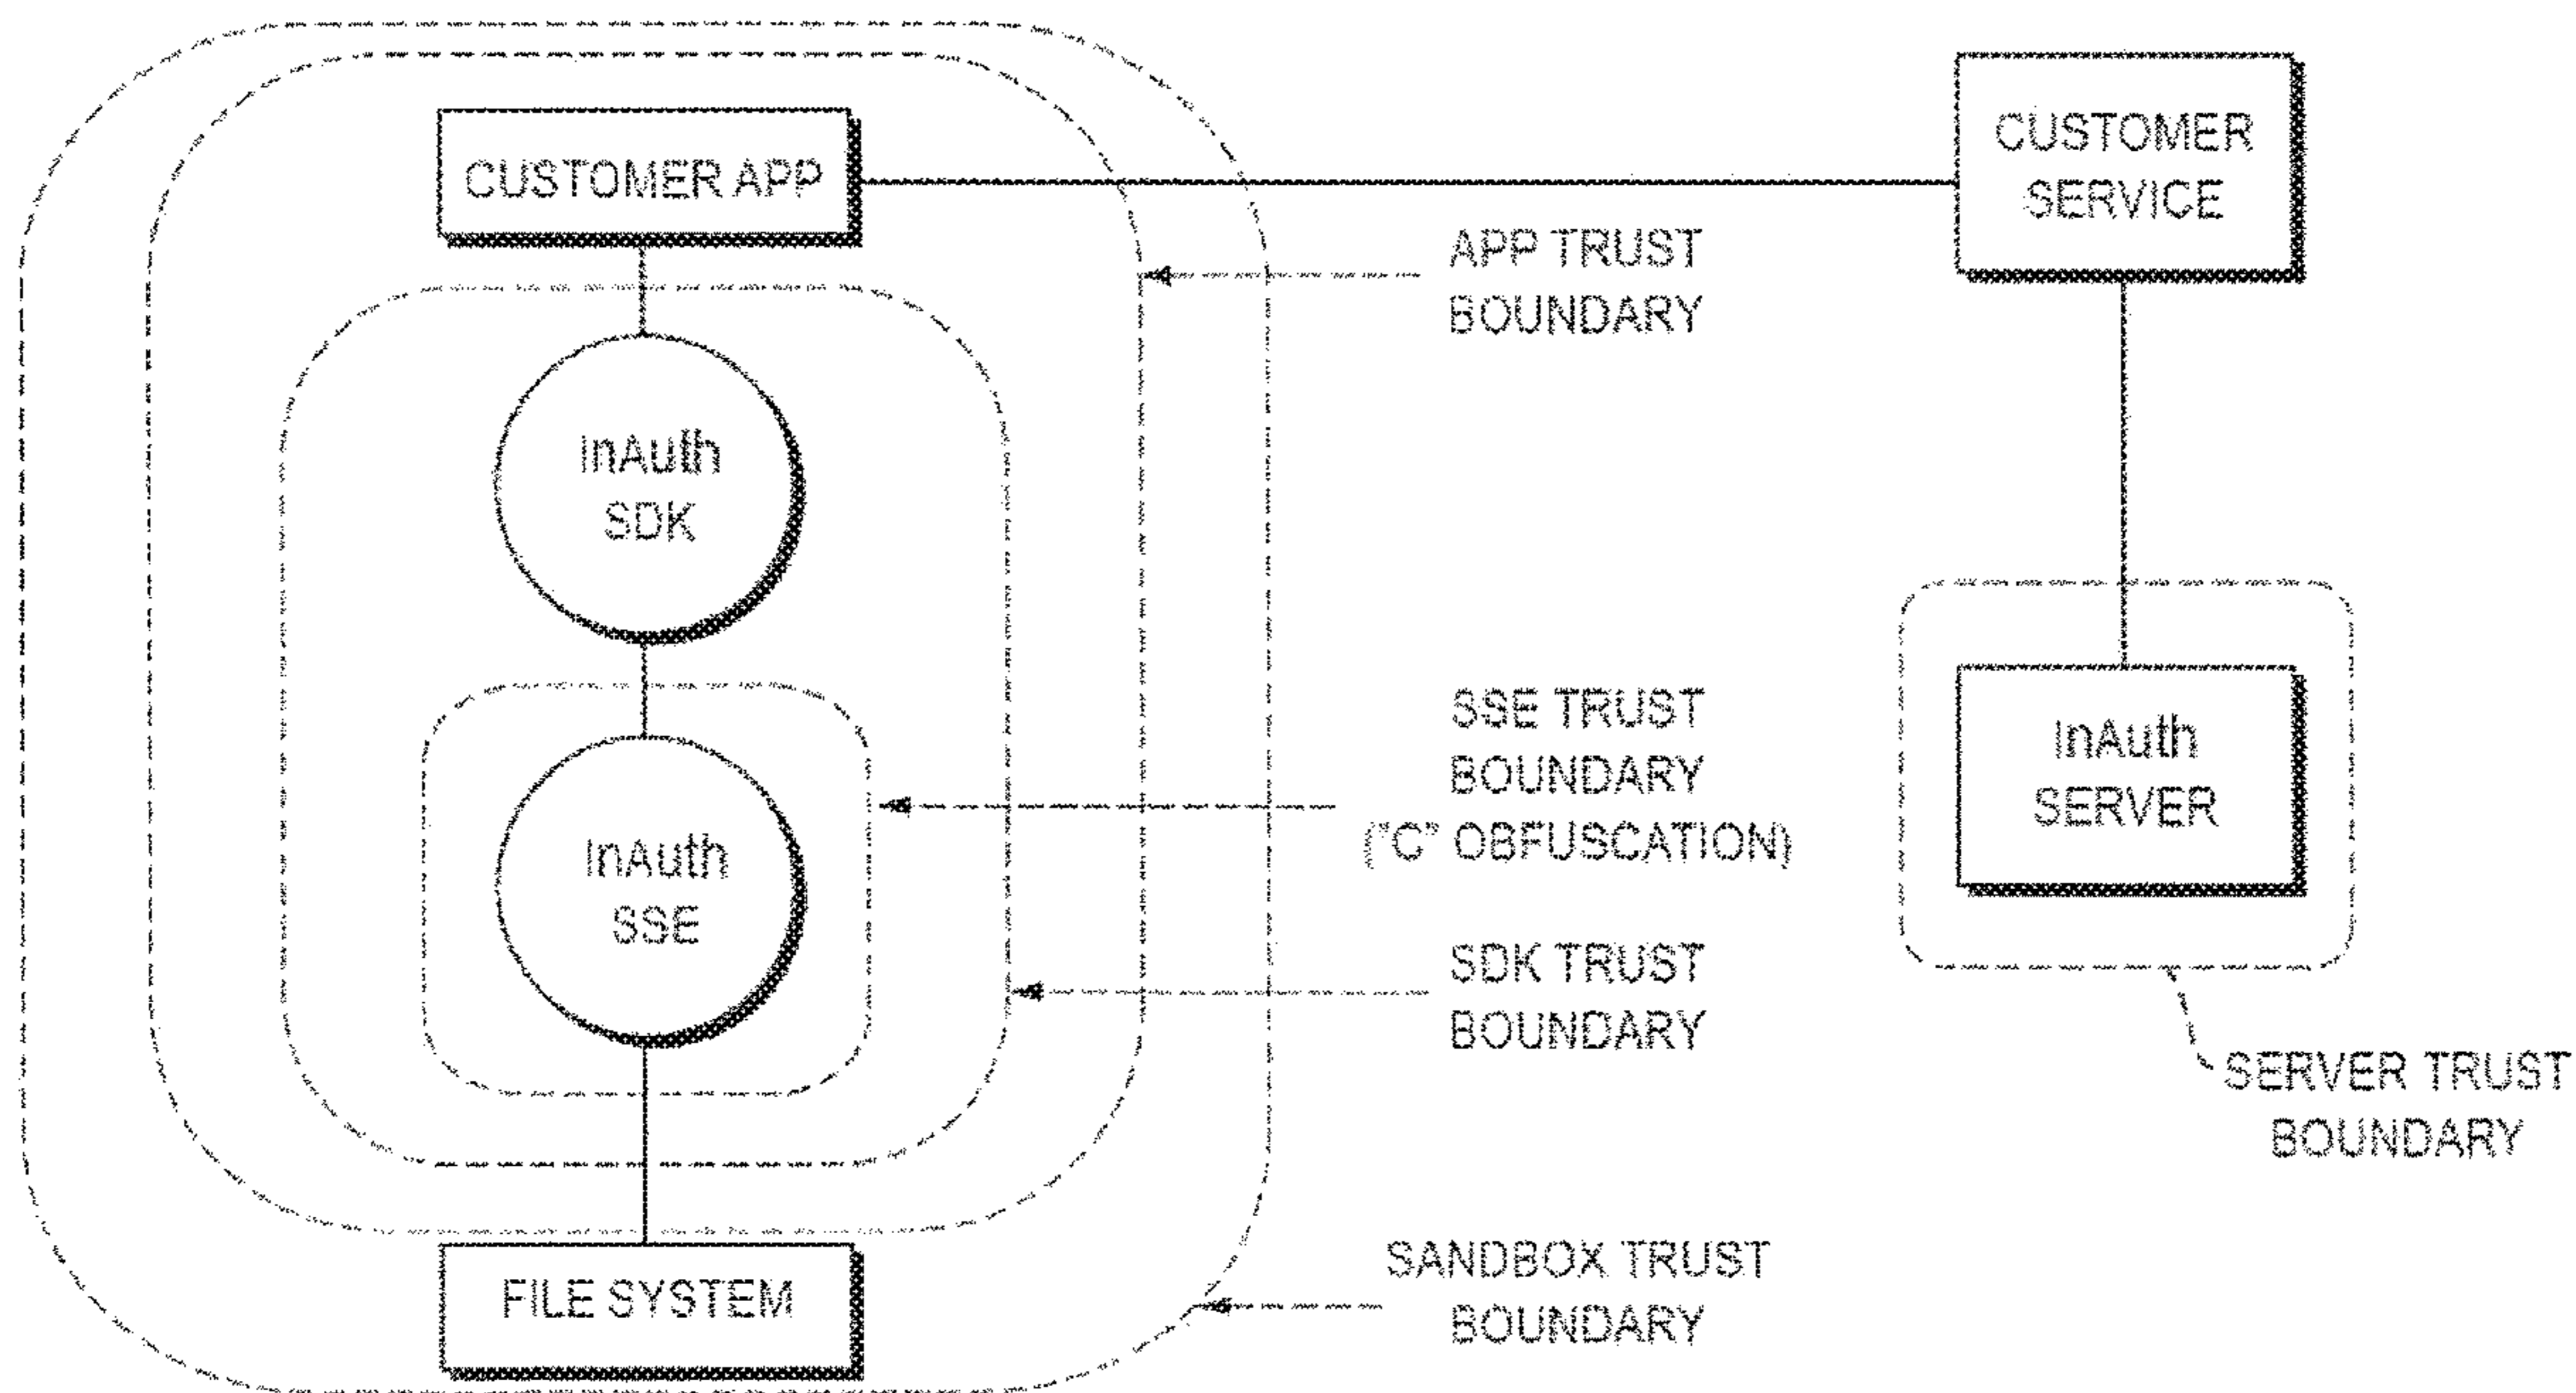 CUSTOMER APP
CUSTOMER
SERVICE
APP TRUST
BOUNDARY
InAuth
SDK
SSE TRUST
BOUNDARY
("C" OBFUSCATION)
InAuth
SERVER
InAuth
SSE
SDK TRUST
BOUNDARY
SERVER TRUST
BOUNDARY
FILE SYSTEM
SANDBOX TRUST
BOUNDARY